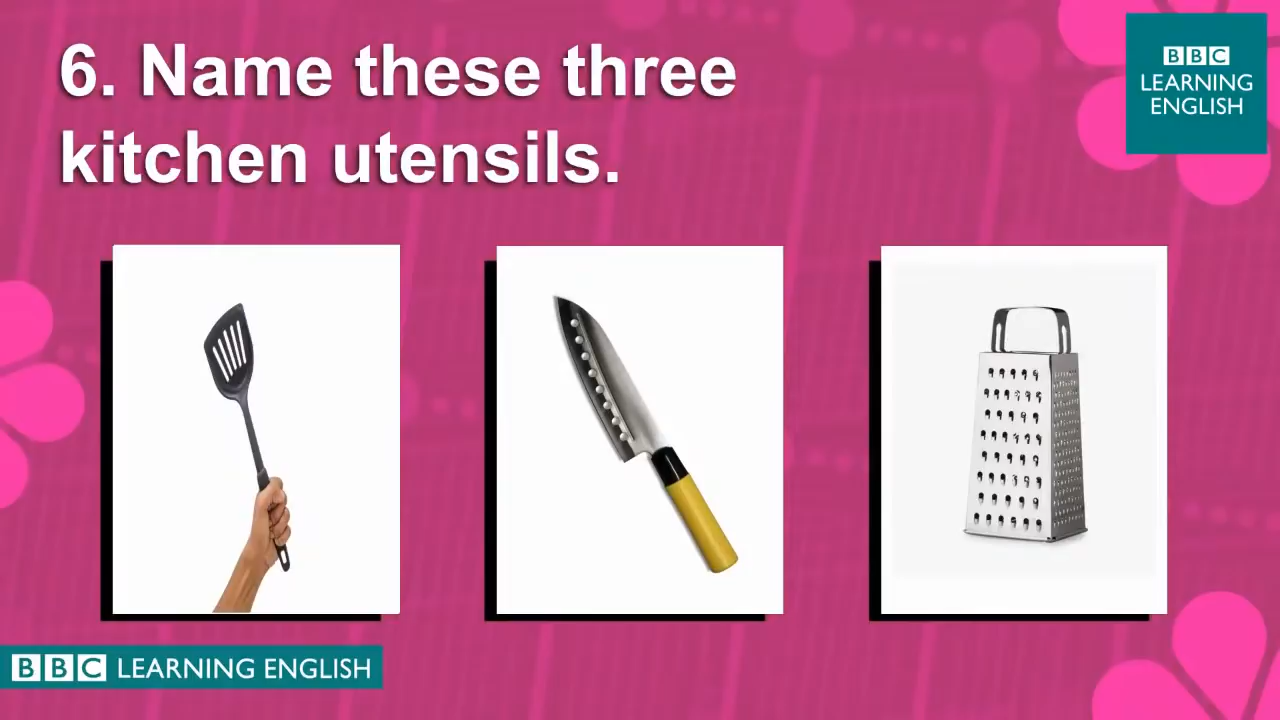 6. Name these three
kitchen utensils.
BBC
LEARNING
ENGLISH
BBC LEARNING ENGLISH